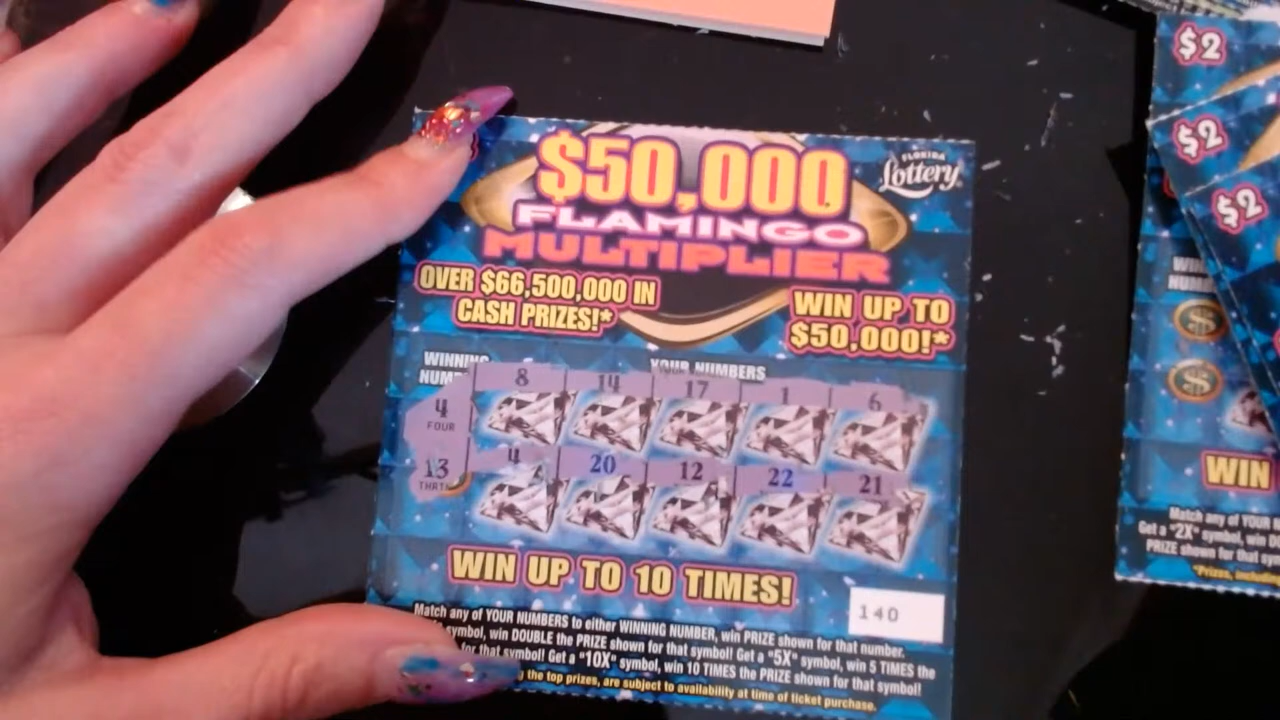 $50,000
FLORIDA
Lottery
FLAMINGO
MULTIPLIER
OVER $66,500,000 IN
CASH PRIZES!*
WIN UP TO
$50,000!*
WINNING
YOUR NUMBERS
8 14 17 1 6
4
FOUR
4 20 12 22 21
13
WIN UP TO 10 TIMES!
140
Match any of YOUR NUMBERS to either WINNING NUMBER, win PRIZE shown for that number.
symbol, win DOUBLE the PRIZE shown for that symbol! Get a "5X" symbol, win 5 TIMES the
for that symbol! Get a "10X" symbol, win 10 TIMES the PRIZE shown for that symbol!
the top prizes, are subject to availability at time of ticket purchase.
$2
$2
$2
WIN
Match any of YOUR
Get a "2X" symbol, win
PRIZE shown for that
*Prizes,